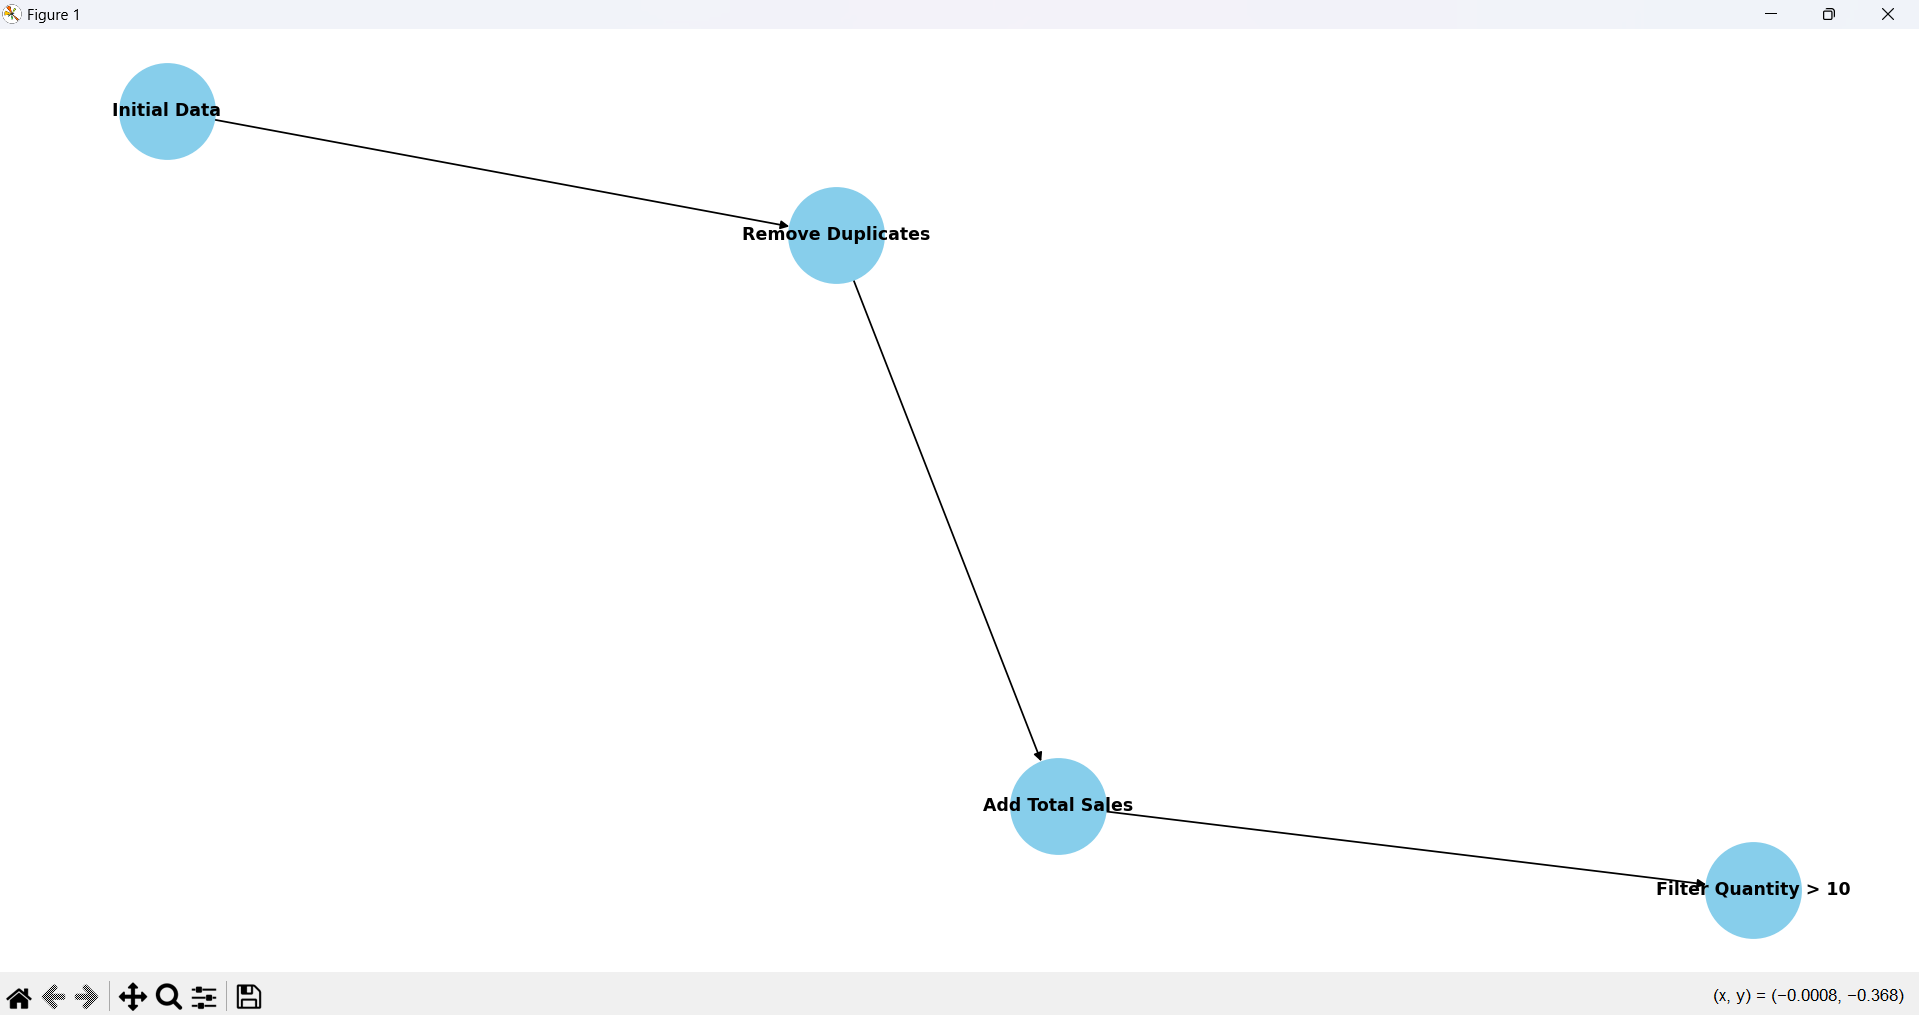 Figure 1
Initial Data
Remove Duplicates
Add Total Sales
Filter Quantity > 10
(x, y) = (−0.0008, −0.368)